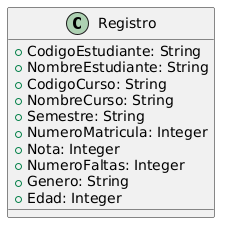 C Registro
CodigoEstudiante: String
NombreEstudiante: String
CodigoCurso: String
NombreCurso: String
Semestre: String
NumeroMatricula: Integer
Nota: Integer
NumeroFaltas: Integer
Genero: String
Edad: Integer